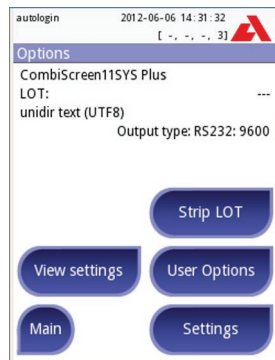 autologin 2012-06-06 14:31:32
[ -, -, -, 3]
Options
CombiScreen11SYS Plus
LOT: ---
unidir text (UTF8)
Output type: RS232: 9600
Strip LOT
View settings User Options
Main Settings